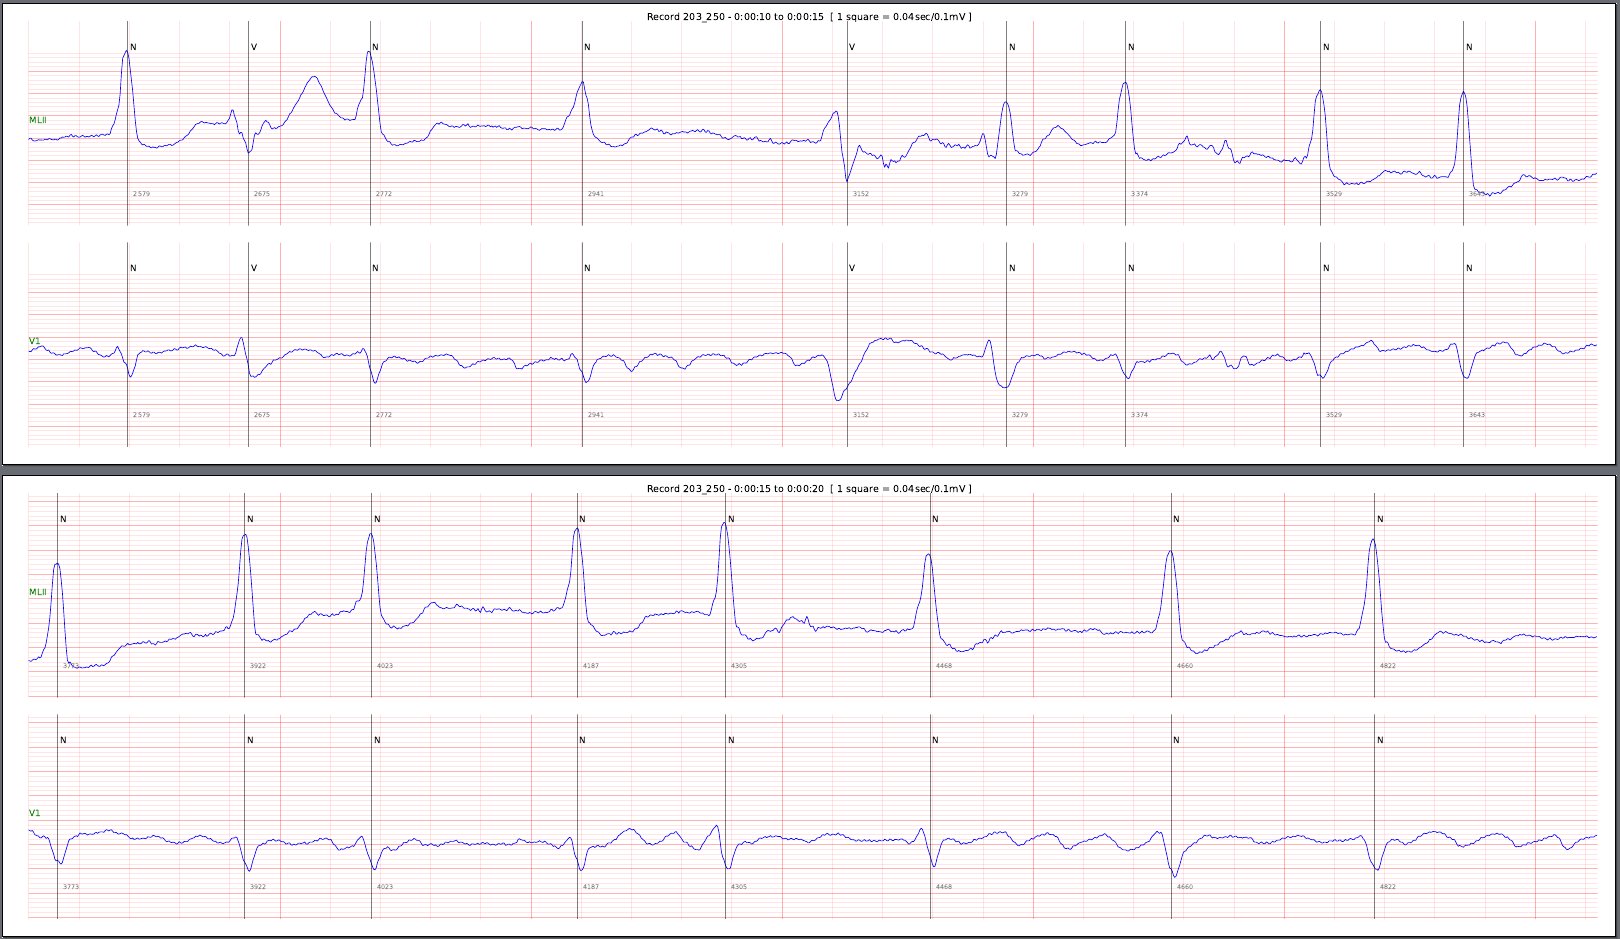 Record 203_250 - 0:00:10 to 0:00:15 [ 1 square = 0.04sec/0.1mV ]
N V N N V N N N N
MLII
2579 2675 2772 2941 3152 3279 3374 3529 3643
N V N N V N N N N
V1
2579 2675 2772 2941 3152 3279 3374 3529 3643
Record 203_250 - 0:00:15 to 0:00:20 [ 1 square = 0.04sec/0.1mV ]
N N N N N N N N
MLII
3773 3922 4023 4187 4305 4468 4660 4822
N N N N N N N N
V1
3773 3922 4023 4187 4305 4468 4660 4822